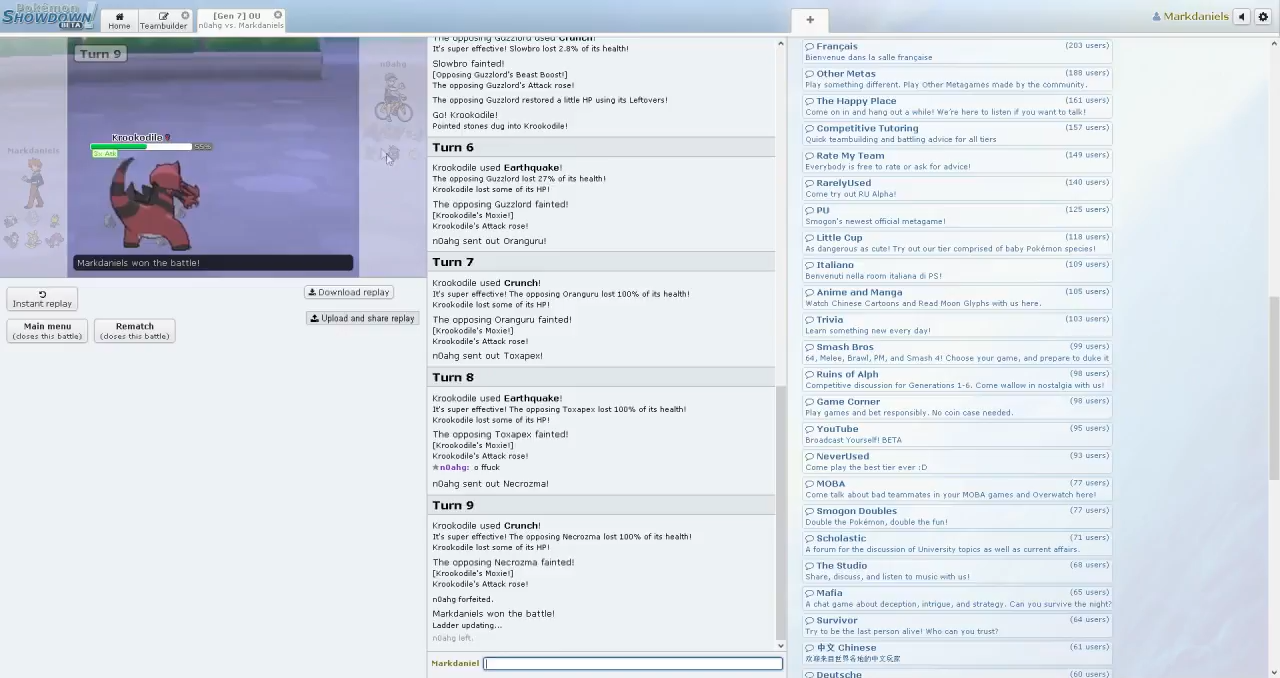 Pokémon
SHOWDOWN
BETA
Home
Teambuilder
[Gen 7] OU
n0ahg vs. Markdaniels
+
Markdaniels
Turn 9
n0ahg
Markdaniels
Krookodile
55%
Markdaniels won the battle!
Instant replay
Download replay
Upload and share replay
Main menu
(closes this battle)
Rematch
(closes this battle)
The opposing Guzzlord used Crunch!
It's super effective! Slowbro lost 2.8% of its health!
Slowbro fainted!
[Opposing Guzzlord's Beast Boost!]
The opposing Guzzlord's Attack rose!
The opposing Guzzlord restored a little HP using its Leftovers!
Go! Krookodile!
Pointed stones dug into Krookodile!
Turn 6
Krookodile used Earthquake!
The opposing Guzzlord lost 27% of its health!
Krookodile lost some of its HP!
The opposing Guzzlord fainted!
[Krookodile's Moxie!]
Krookodile's Attack rose!
n0ahg sent out Oranguru!
Turn 7
Krookodile used Crunch!
It's super effective! The opposing Oranguru lost 100% of its health!
Krookodile lost some of its HP!
The opposing Oranguru fainted!
[Krookodile's Moxie!]
Krookodile's Attack rose!
n0ahg sent out Toxapex!
Turn 8
Krookodile used Earthquake!
It's super effective! The opposing Toxapex lost 100% of its health!
Krookodile lost some of its HP!
The opposing Toxapex fainted!
[Krookodile's Moxie!]
Krookodile's Attack rose!
★n0ahg: o ffuck
n0ahg sent out Necrozma!
Turn 9
Krookodile used Crunch!
It's super effective! The opposing Necrozma lost 100% of its health!
Krookodile lost some of its HP!
The opposing Necrozma fainted!
[Krookodile's Moxie!]
Krookodile's Attack rose!
n0ahg forfeited.
Markdaniels won the battle!
Ladder updating...
n0ahg left.
Markdaniel
Français (203 users)
Bienvenue dans la salle française
Other Metas (188 users)
Play something different. Play Other Metagames made by the community.
The Happy Place (161 users)
Come on in and hang out a while! We're here to listen if you want to talk!
Competitive Tutoring (157 users)
Quick teambuilding and battling advice for all tiers
Rate My Team (149 users)
Everybody is free to rate or ask for advice!
RarelyUsed (140 users)
Come try out RU Alpha!
PU (125 users)
Smogon's newest official metagame!
Little Cup (118 users)
As dangerous as cute! Try out our tier comprised of baby Pokémon species!
Italiano (109 users)
Benvenuti nella room italiana di PS!
Anime and Manga (105 users)
Watch Chinese Cartoons and Read Moon Glyphs with us here.
Trivia (103 users)
Learn something new every day!
Smash Bros (99 users)
64, Melee, Brawl, PM, and Smash 4! Choose your game, and prepare to duke it
Ruins of Alph (98 users)
Competitive discussion for Generations 1-6. Come wallow in nostalgia with us!
Game Corner (98 users)
Play games and bet responsibly. No coin case needed.
YouTube (95 users)
Broadcast Yourself! BETA
NeverUsed (93 users)
Come play the best tier ever :D
MOBA (77 users)
Come talk about bad teammates in your MOBA games and Overwatch here!
Smogon Doubles (77 users)
Double the Pokémon, double the fun!
Scholastic (71 users)
A forum for the discussion of University topics as well as current affairs.
The Studio (68 users)
Share, discuss, and listen to music with us!
Mafia (65 users)
A chat game about deception, intrigue, and strategy. Can you survive the night?
Survivor (64 users)
Try to be the last person alive! Who can you trust?
中文 Chinese (61 users)
欢迎来自世界各地的中文玩家
Deutsche (60 users)